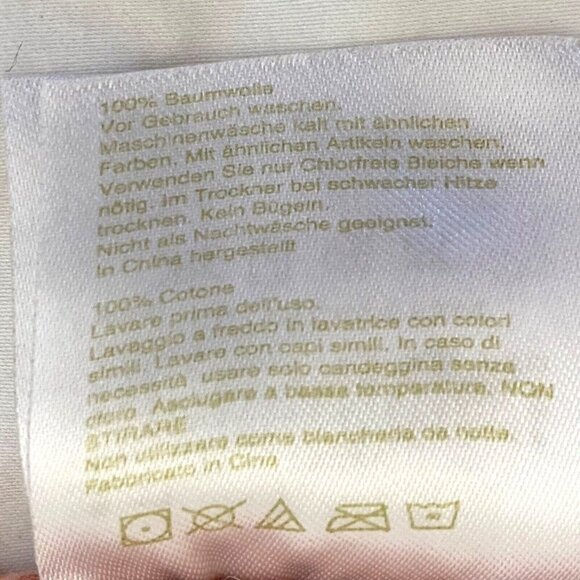 100% Baumwolle
Vor Gebrauch waschen.
Maschinenwäsche kalt mit ähnlichen
Farben. Mit ähnlichen Artikeln waschen.
Verwenden Sie nur Chlorfreie Bleiche wenn
nötig. Im Trockner bei schwacher Hitze
trocknen. Kein Bügeln.
Nicht als Nachtwäsche geeignet.
In China hergestellt
100% Cotone
Lavare prima dell'uso.
Lavaggio a freddo in lavatrice con colori
simili. Lavare con capi simili. In caso di
necessità usare solo candeggina senza
cloro. Asciugare a basse temperature. NON
STIRARE
Non utilizzare come biancheria da notte.
Fabbricato in Cina